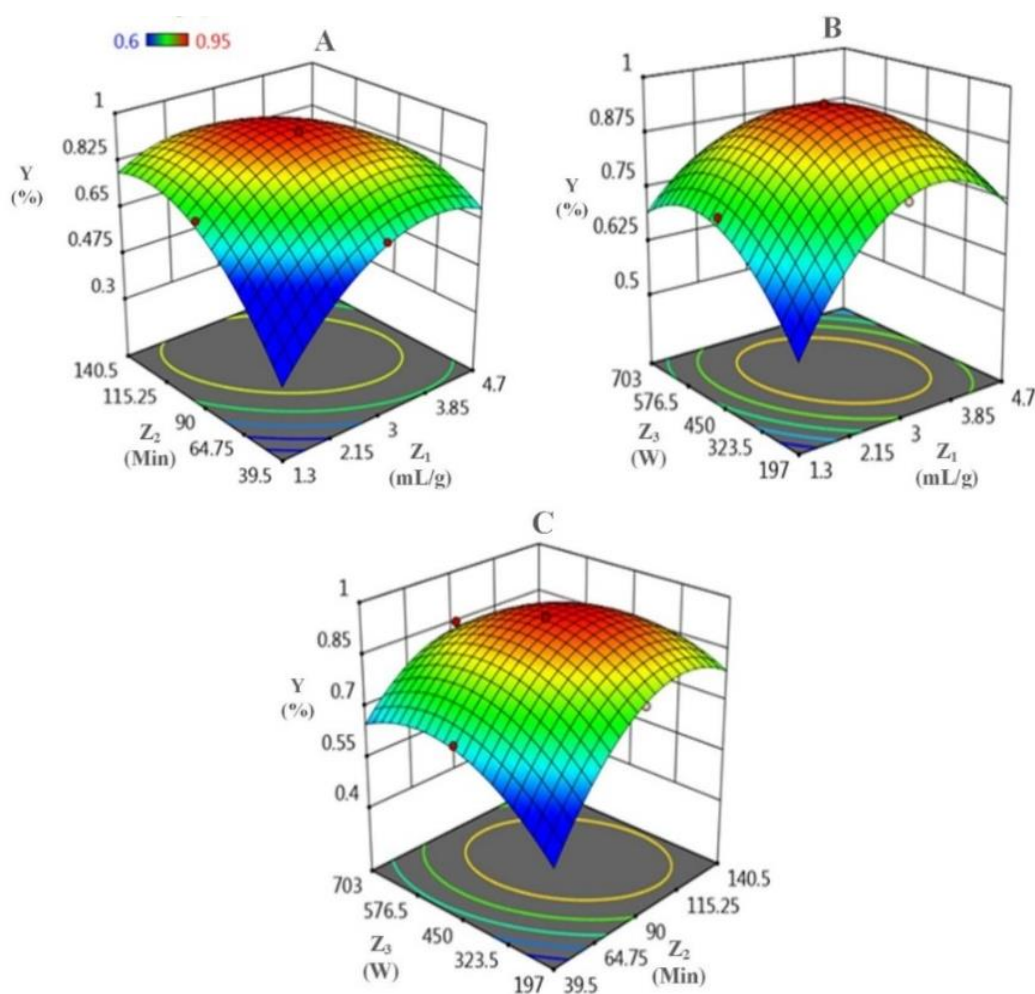 A
0.6 0.95
1
0.825
0.65
0.475
0.3
Y
(%)
140.5
115.25
90
64.75
39.5
Z₂
(Min)
1.3
2.15
3
3.85
4.7
Z₁
(mL/g)
B
1
0.875
0.75
0.625
0.5
Y
(%)
703
576.5
450
323.5
197
Z₃
(W)
1.3
2.15
3
3.85
4.7
Z₁
(mL/g)
C
1
0.85
0.7
0.55
0.4
Y
(%)
703
576.5
450
323.5
197
Z₃
(W)
39.5
64.75
90
115.25
140.5
Z₂
(Min)